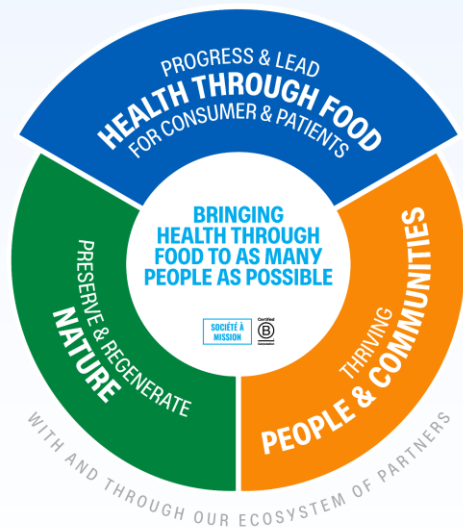 PROGRESS & LEAD
HEALTH THROUGH FOOD
FOR CONSUMER & PATIENTS
BRINGING
HEALTH THROUGH
FOOD TO AS MANY
PEOPLE AS POSSIBLE
SOCIÉTÉ À
MISSION
Certified
B
Corporation
PRESERVE & REGENERATE
NATURE
THRIVING
PEOPLE & COMMUNITIES
WITH AND THROUGH OUR ECOSYSTEM OF PARTNERS